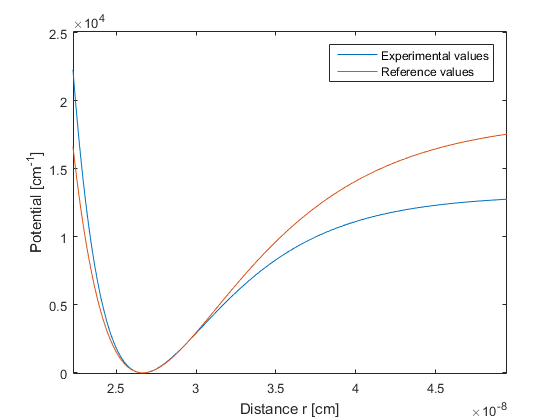 ×10⁴
2.5
2
1.5
1
0.5
0
Potential [cm⁻¹]
Experimental values
Reference values
2.5 3 3.5 4 4.5
×10⁻⁸
Distance r [cm]